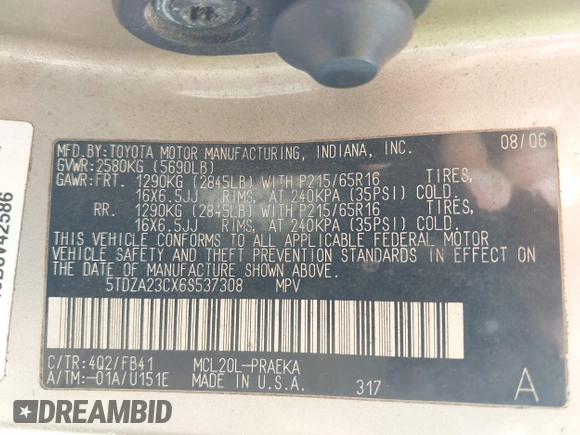 MFD.BY:TOYOTA MOTOR MANUFACTURING, INDIANA, INC. 08/06
GVWR:2580KG (5690LB)
GAWR:FRT. 1290KG (2845LB) WITH P215/65R16 TIRES,
16X6.5JJ RIMS, AT 240KPA (35PSI) COLD.
RR. 1290KG (2845LB) WITH P215/65R16 TIRES,
16X6.5JJ RIMS, AT 240KPA (35PSI) COLD.
THIS VEHICLE CONFORMS TO ALL APPLICABLE FEDERAL MOTOR
VEHICLE SAFETY AND THEFT PREVENTION STANDARDS IN EFFECT ON
THE DATE OF MANUFACTURE SHOWN ABOVE.
5TDZA23CX6S537308 MPV
C/TR:4Q2/FB41 MCL20L-PRAEKA
A/TM:-01A/U151E MADE IN U.S.A. 317 A
DREAMBID